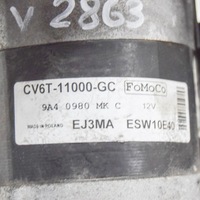 V 2863
CV6T-11000-GC FoMoCo
9A4 0980 MK C 12V
MADE IN POLAND EJ3MA ESW10E40